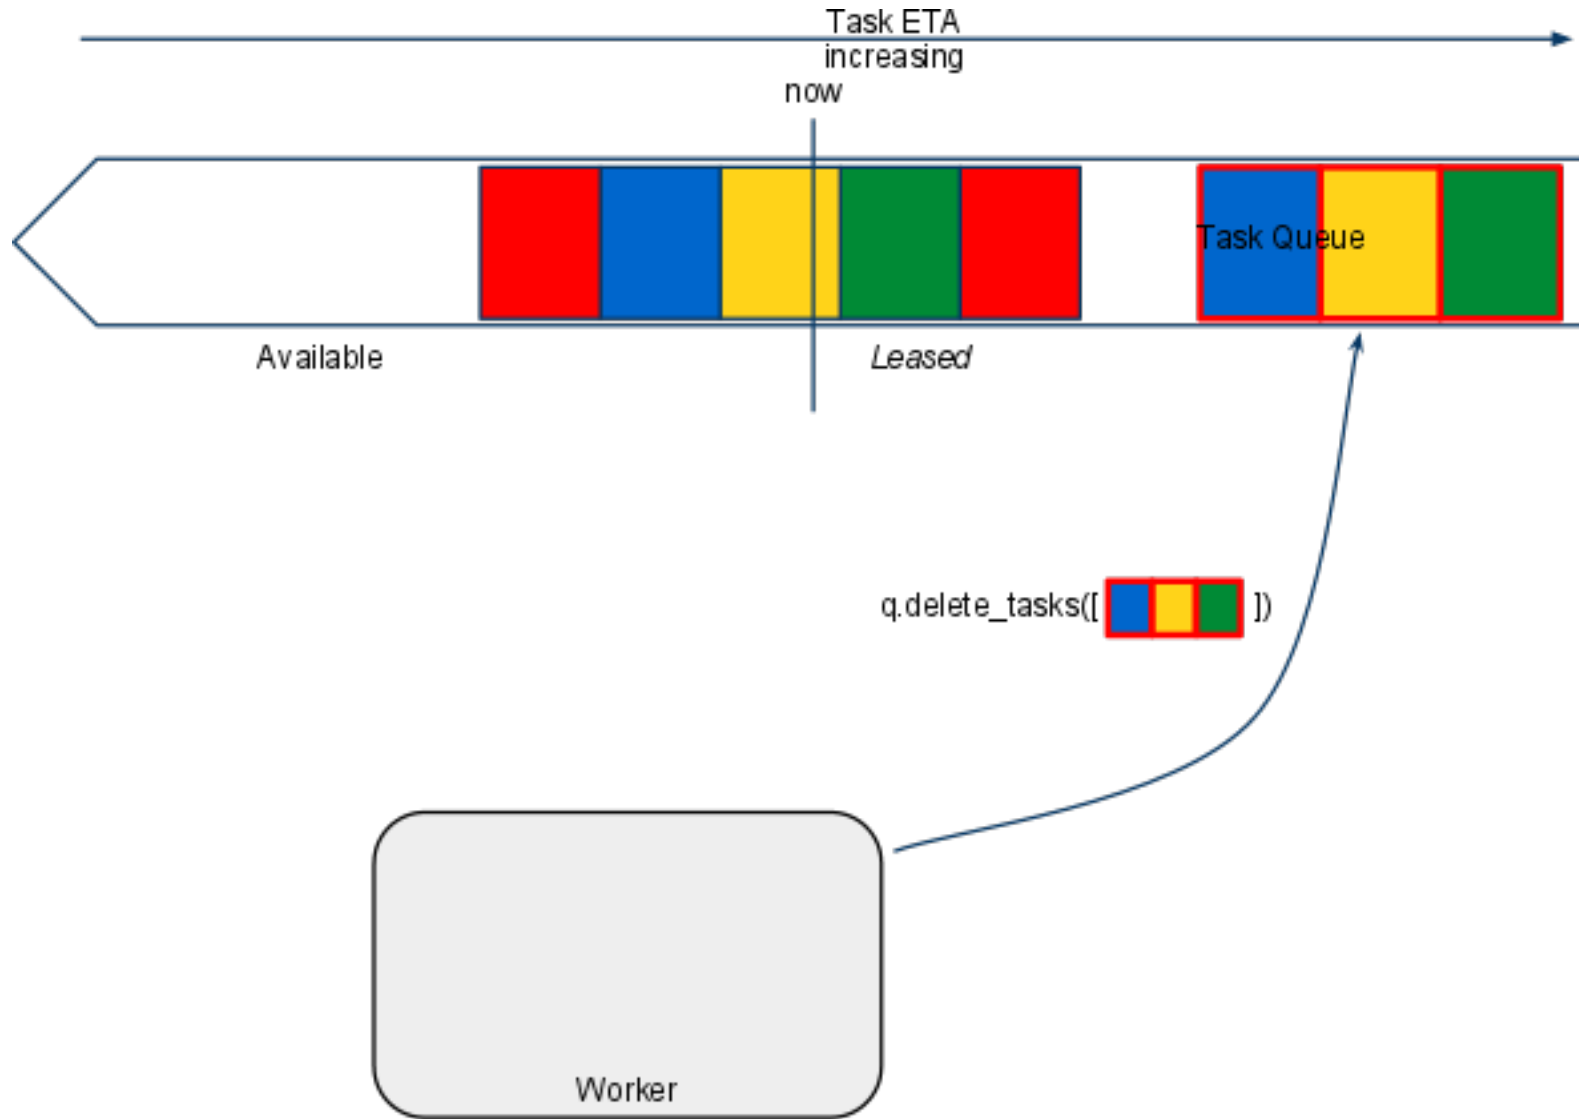 Task ETA
increasing
now
Task Queue
Available
Leased
q.delete_tasks([ ])
Worker